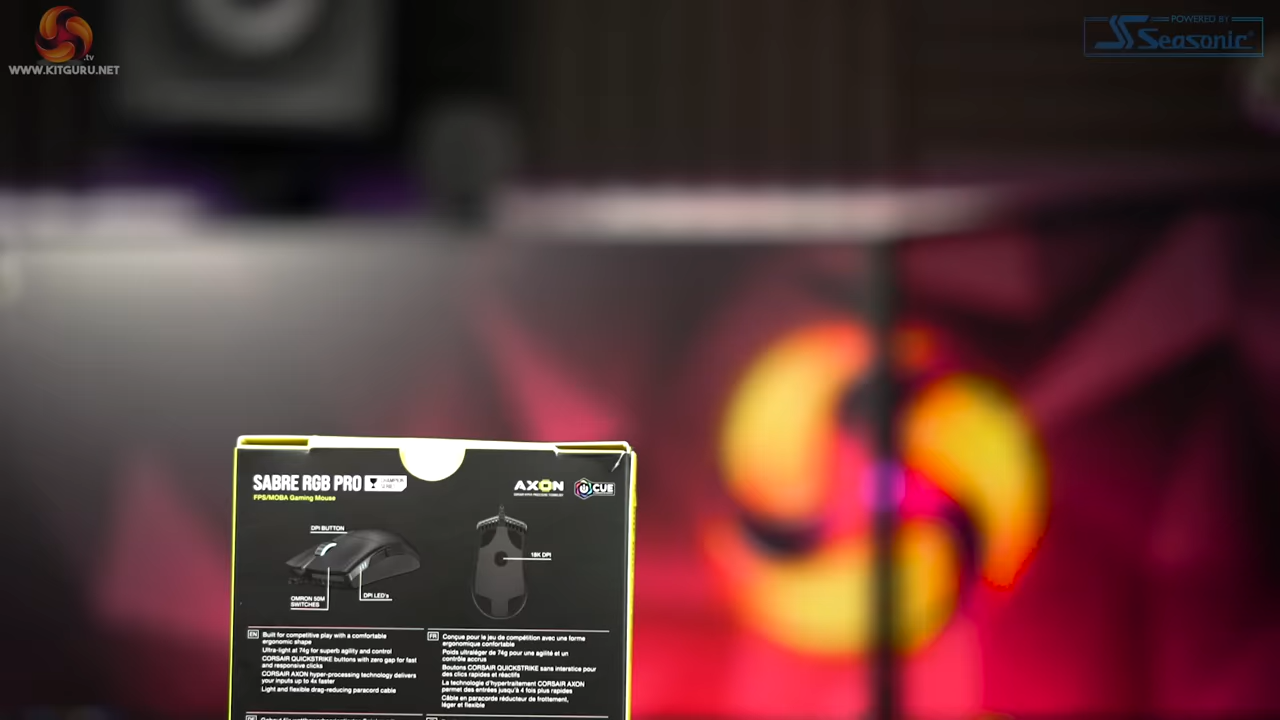 .tv
WWW.KITGURU.NET
POWERED BY
Seasonic
SABRE RGB PRO
CHAMPION
SERIES
FPS/MOBA Gaming Mouse
AXON
CUE
DPI BUTTON
18K DPI
OMRON 50M
SWITCHES
DPI LED's
EN
Built for competitive play with a comfortable
ergonomic shape
Ultra-light at 74g for superb agility and control
CORSAIR QUICKSTRIKE buttons with zero gap for fast
and responsive clicks
CORSAIR AXON hyper-processing technology delivers
your inputs up to 4x faster
Light and flexible drag-reducing paracord cable
FR
Conçue pour le jeu de compétition avec une forme
ergonomique confortable
Poids ultraléger de 74g pour une agilité et un
contrôle accrus
Boutons CORSAIR QUICKSTRIKE sans interstice pour
des clics rapides et réactifs
La technologie d'hypertraitement CORSAIR AXON
permet des entrées jusqu'à 4 fois plus rapides
Câble en paracorde réducteur de frottement,
léger et flexible